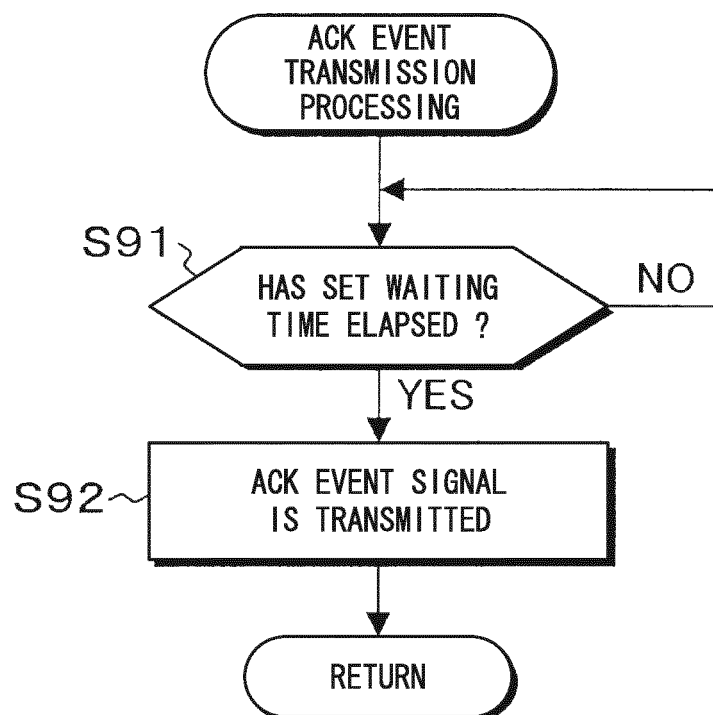 ACK EVENT
TRANSMISSION
PROCESSING
S91
HAS SET WAITING
TIME ELAPSED ?
NO
YES
S92
ACK EVENT SIGNAL
IS TRANSMITTED
RETURN